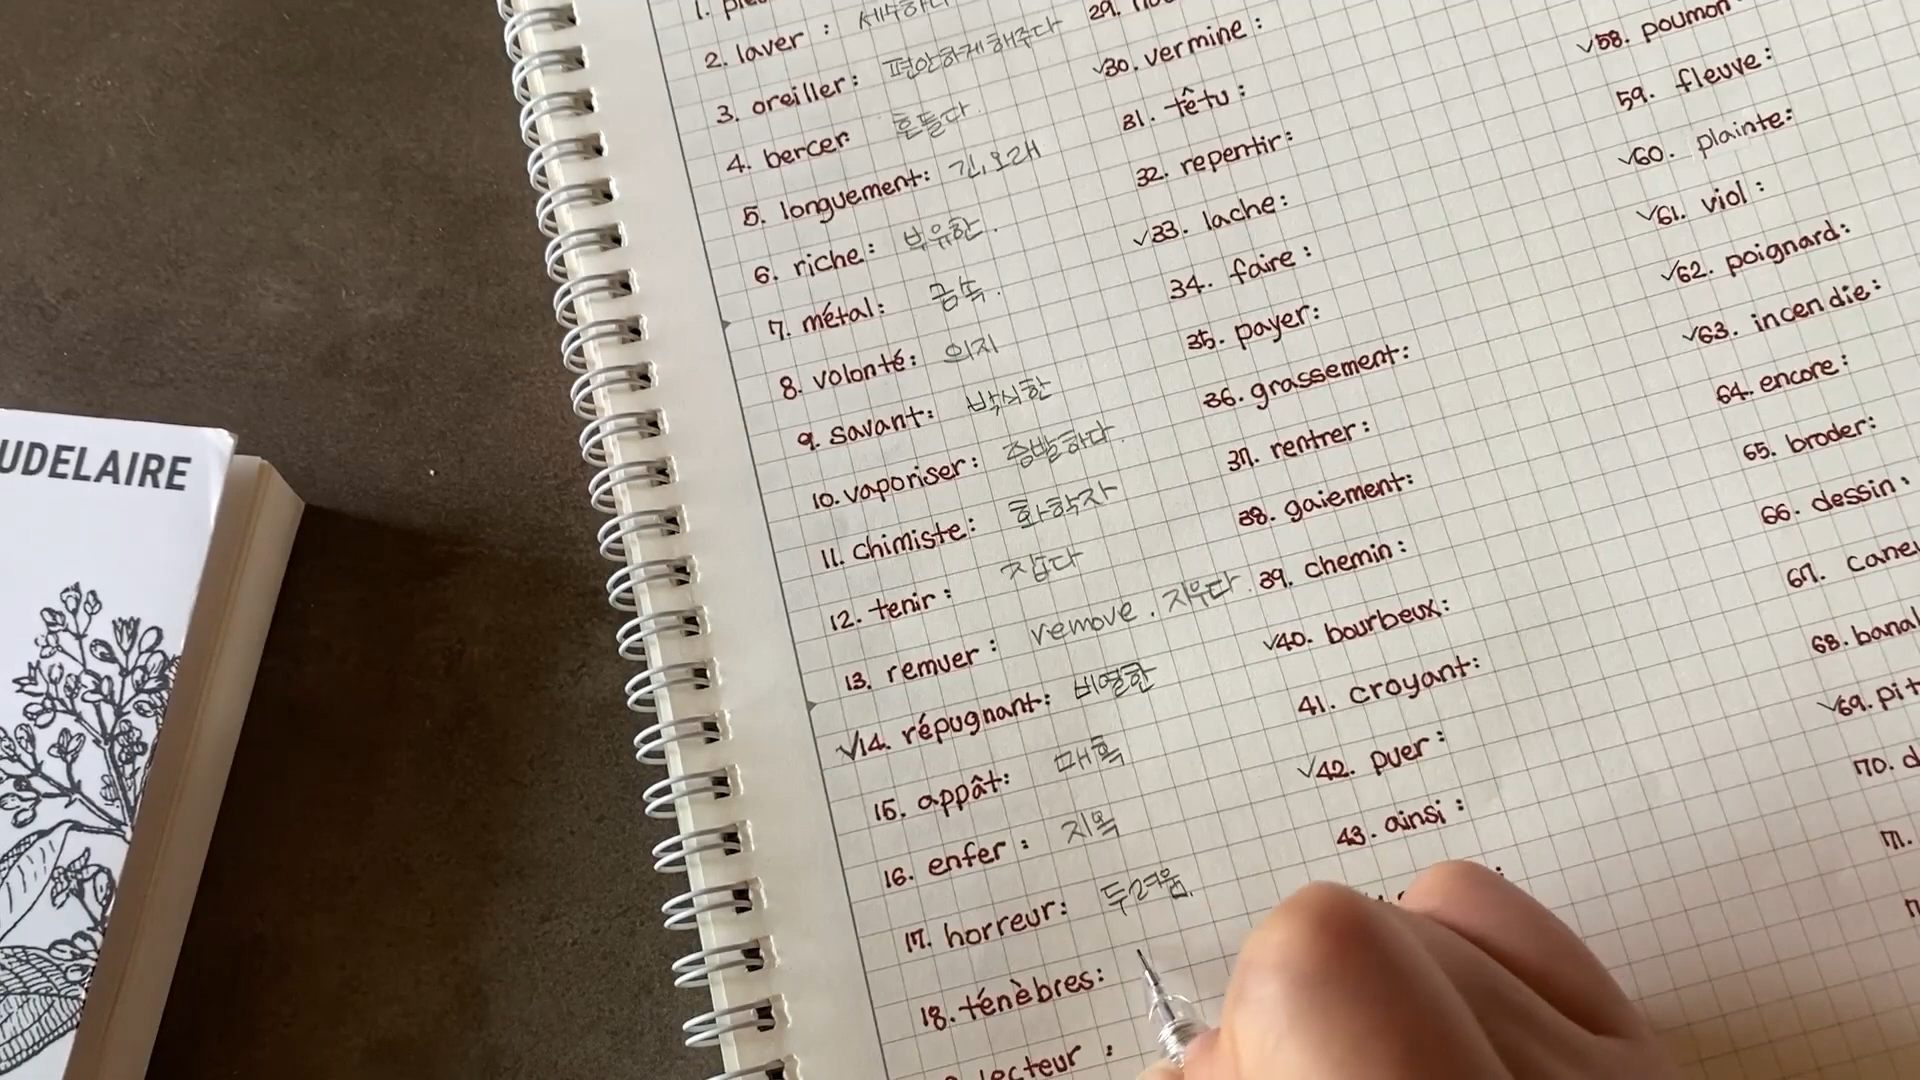 UDELAIRE
2. laver : 세수하다
3. oreiller: 편안하게해주다
4. bercer 흔들다.
5. longuement: 긴, 오래
6. riche: 부유한.
7. métal: 금속.
8. volonté: 의지
9. savant: 박식한
10. vaporiser: 증발하다.
11. chimiste: 화학자
12. tenir: 잡다
13. remuer: remove. 지우다.
✓14. répugnant: 비열한
15. appât: 매혹
16. enfer: 지옥
17. horreur: 두려움.
18. ténèbres:
lecteur :
29.
✓30. vermine:
31. têtu:
32. repentir:
✓33. lache:
34. faire:
35. payer:
36. grassement:
37. rentrer:
38. gaiement:
39. chemin:
✓40. bourbeux:
41. croyant:
✓42. puer:
43. ainsi:
✓58. poumon
59. fleuve:
✓60. plainte:
✓61. viol:
✓62. poignard:
✓63. incendie:
64. encore:
65. broder:
66. dessin:
67. cane
68. banal
✓69. pit
70. d
71.